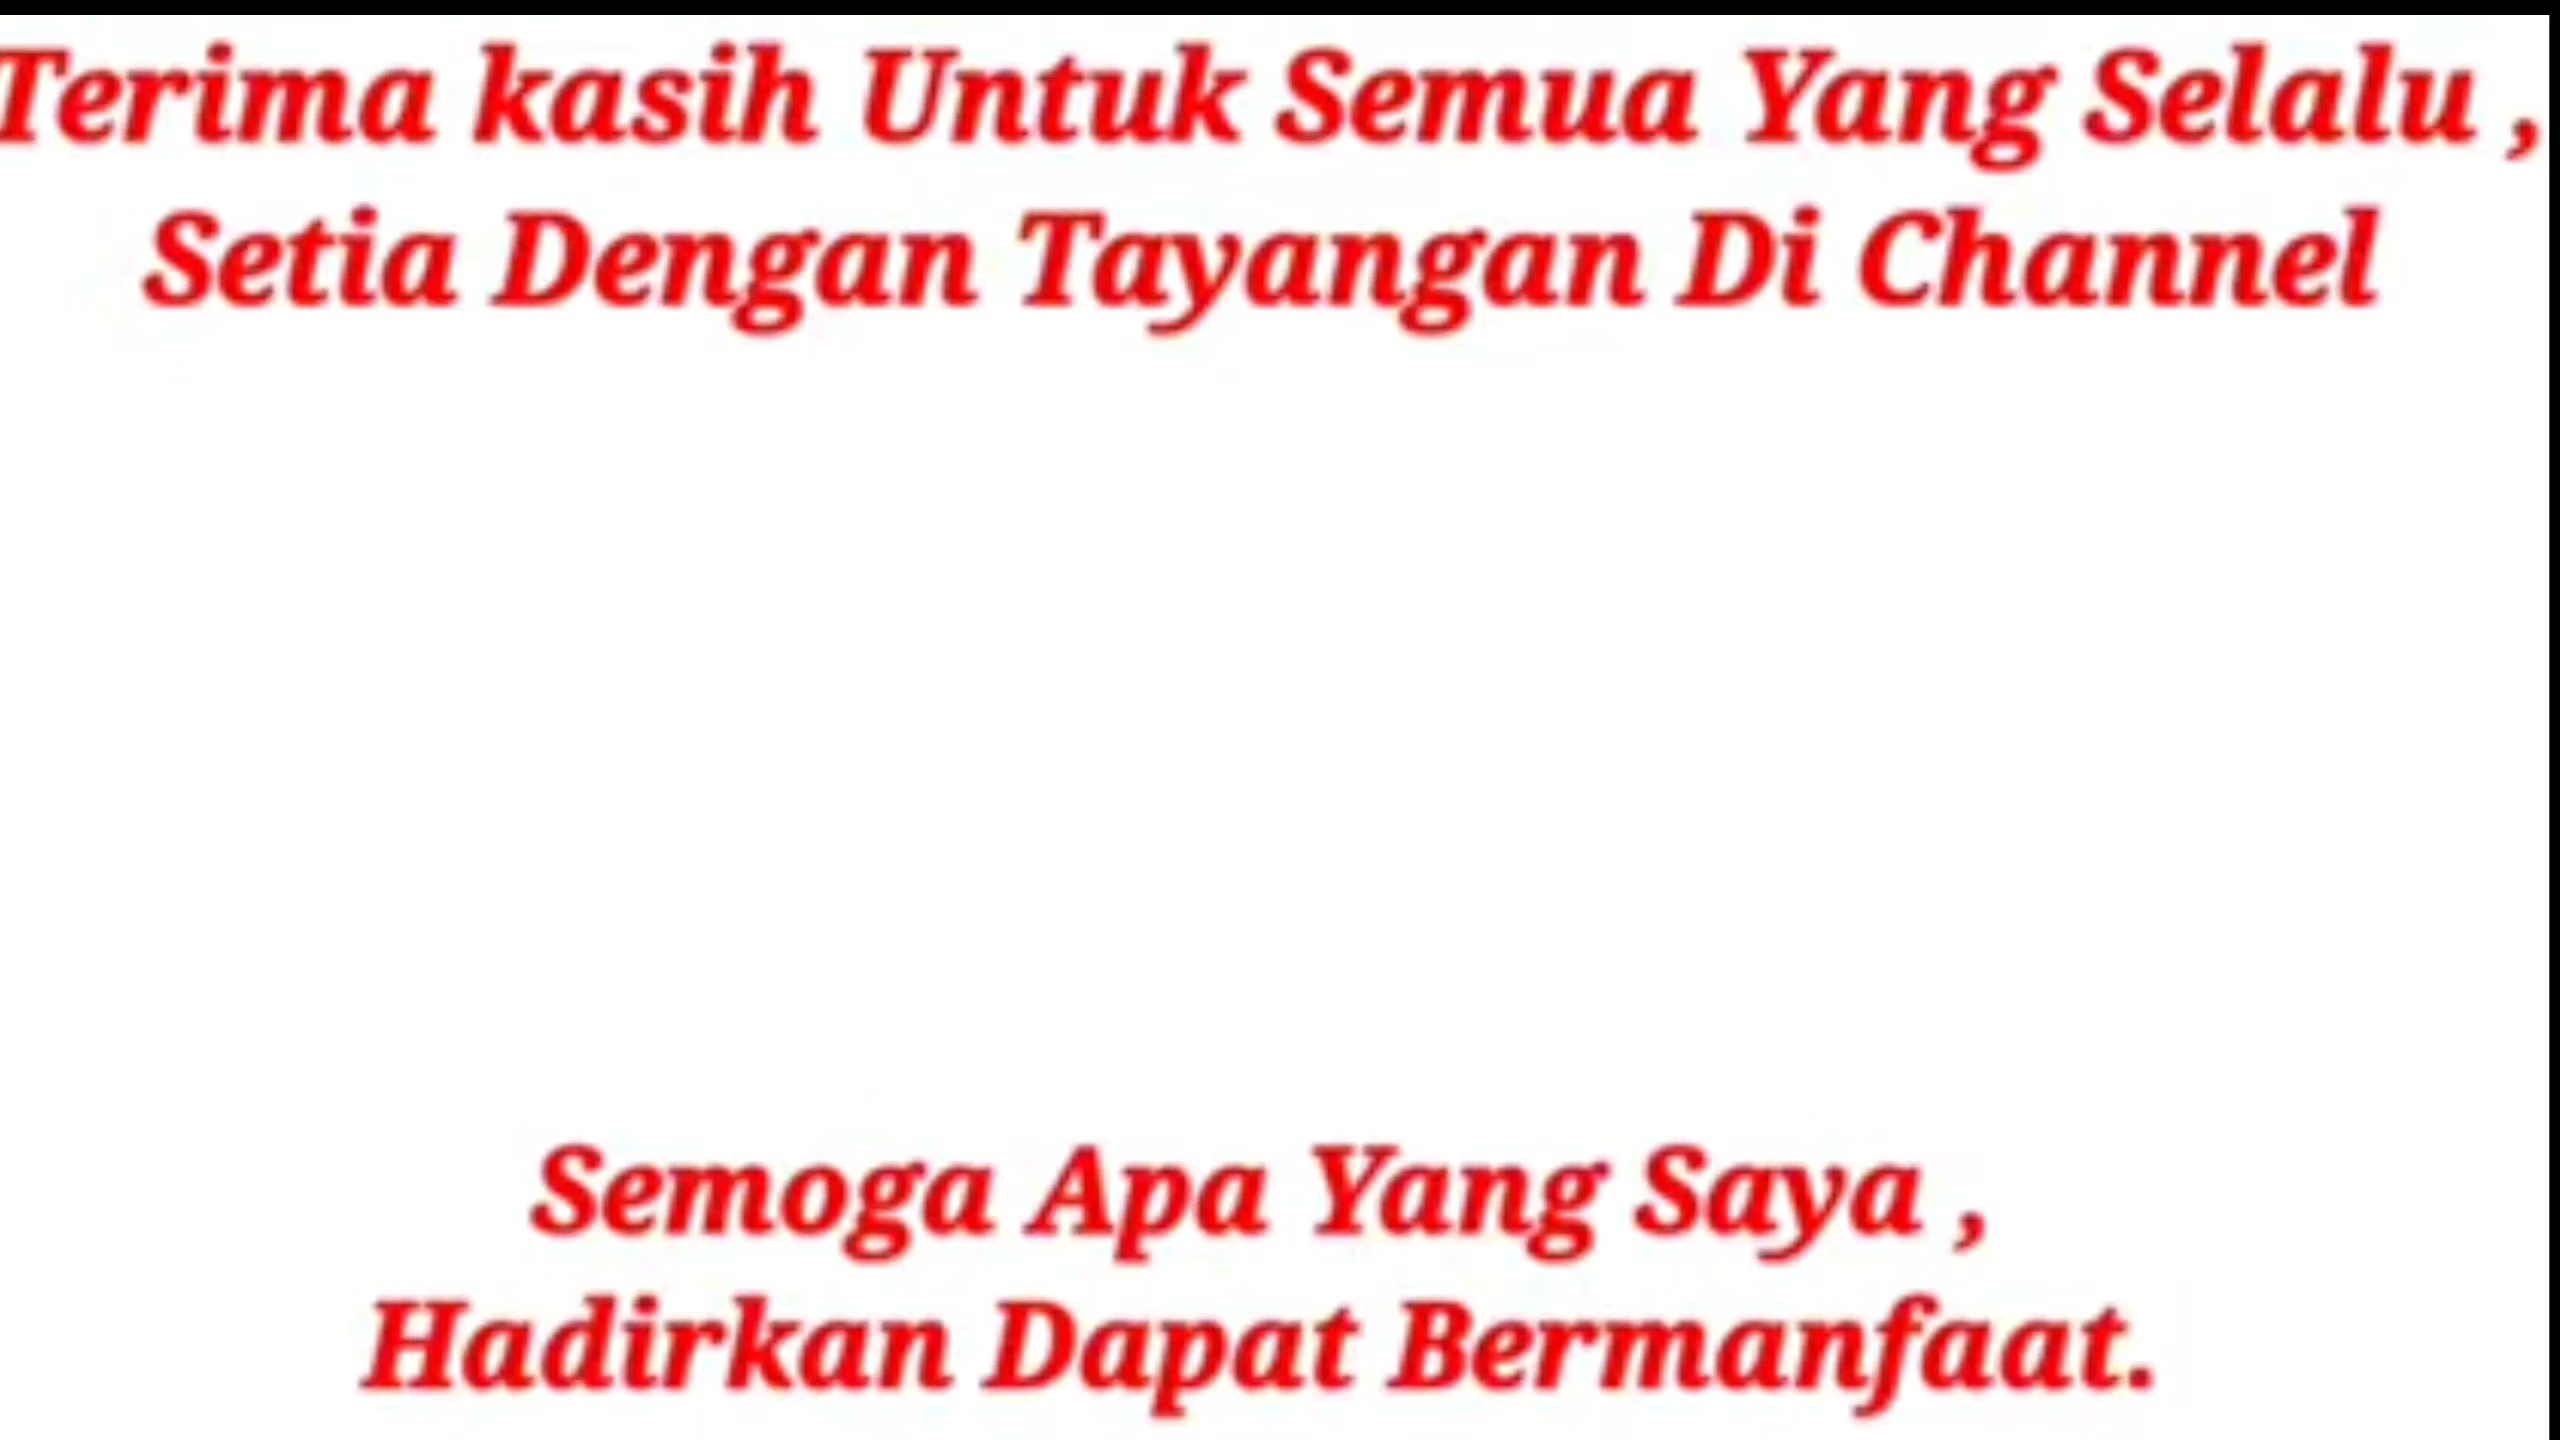 Terima kasih Untuk Semua Yang Selalu ,
Setia Dengan Tayangan Di Channel
Semoga Apa Yang Saya ,
Hadirkan Dapat Bermanfaat.